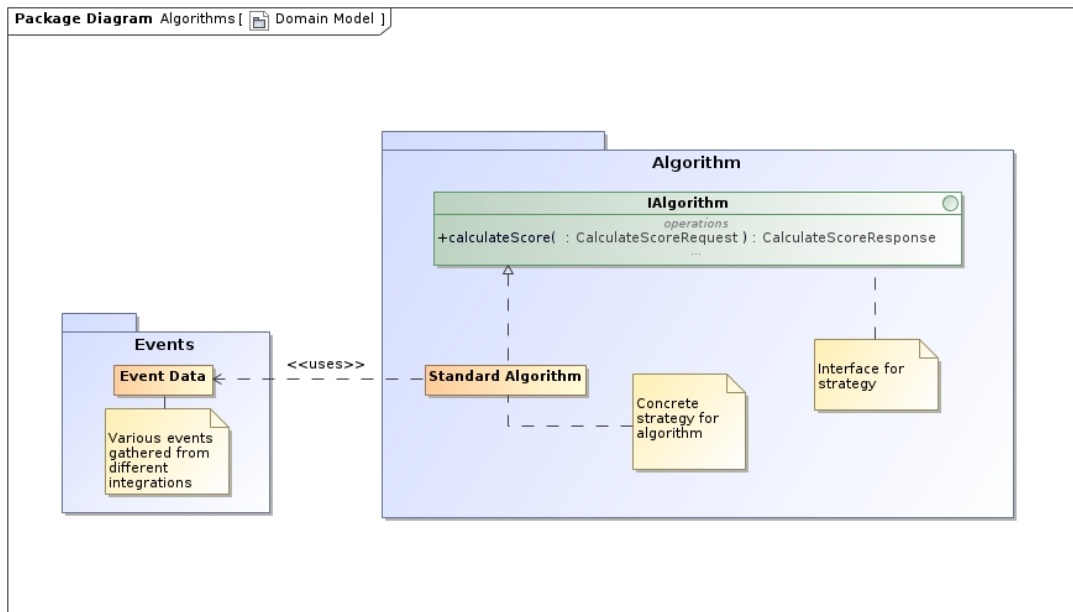 Package Diagram Algorithms [ Domain Model ]
Algorithm
IAlgorithm
operations
+calculateScore( : CalculateScoreRequest ) : CalculateScoreResponse
...
Events
Event Data
<<uses>>
Standard Algorithm
Various events
gathered from
different
integrations
Concrete
strategy for
algorithm
Interface for
strategy